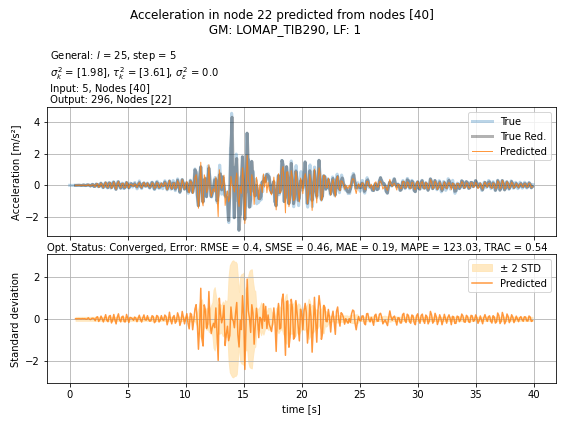 Acceleration in node 22 predicted from nodes [40]
GM: LOMAP_TIB290, LF: 1
General: l = 25, step = 5
σ²ₖ = [1.98], τ²ₖ = [3.61], σ²ε = 0.0
Input: 5, Nodes [40]
Output: 296, Nodes [22]
Acceleration [m/s²]
4
2
0
−2
True
True Red.
Predicted
Opt. Status: Converged, Error: RMSE = 0.4, SMSE = 0.46, MAE = 0.19, MAPE = 123.03, TRAC = 0.54
Standard deviation
2
0
−2
± 2 STD
Predicted
0 5 10 15 20 25 30 35 40
time [s]